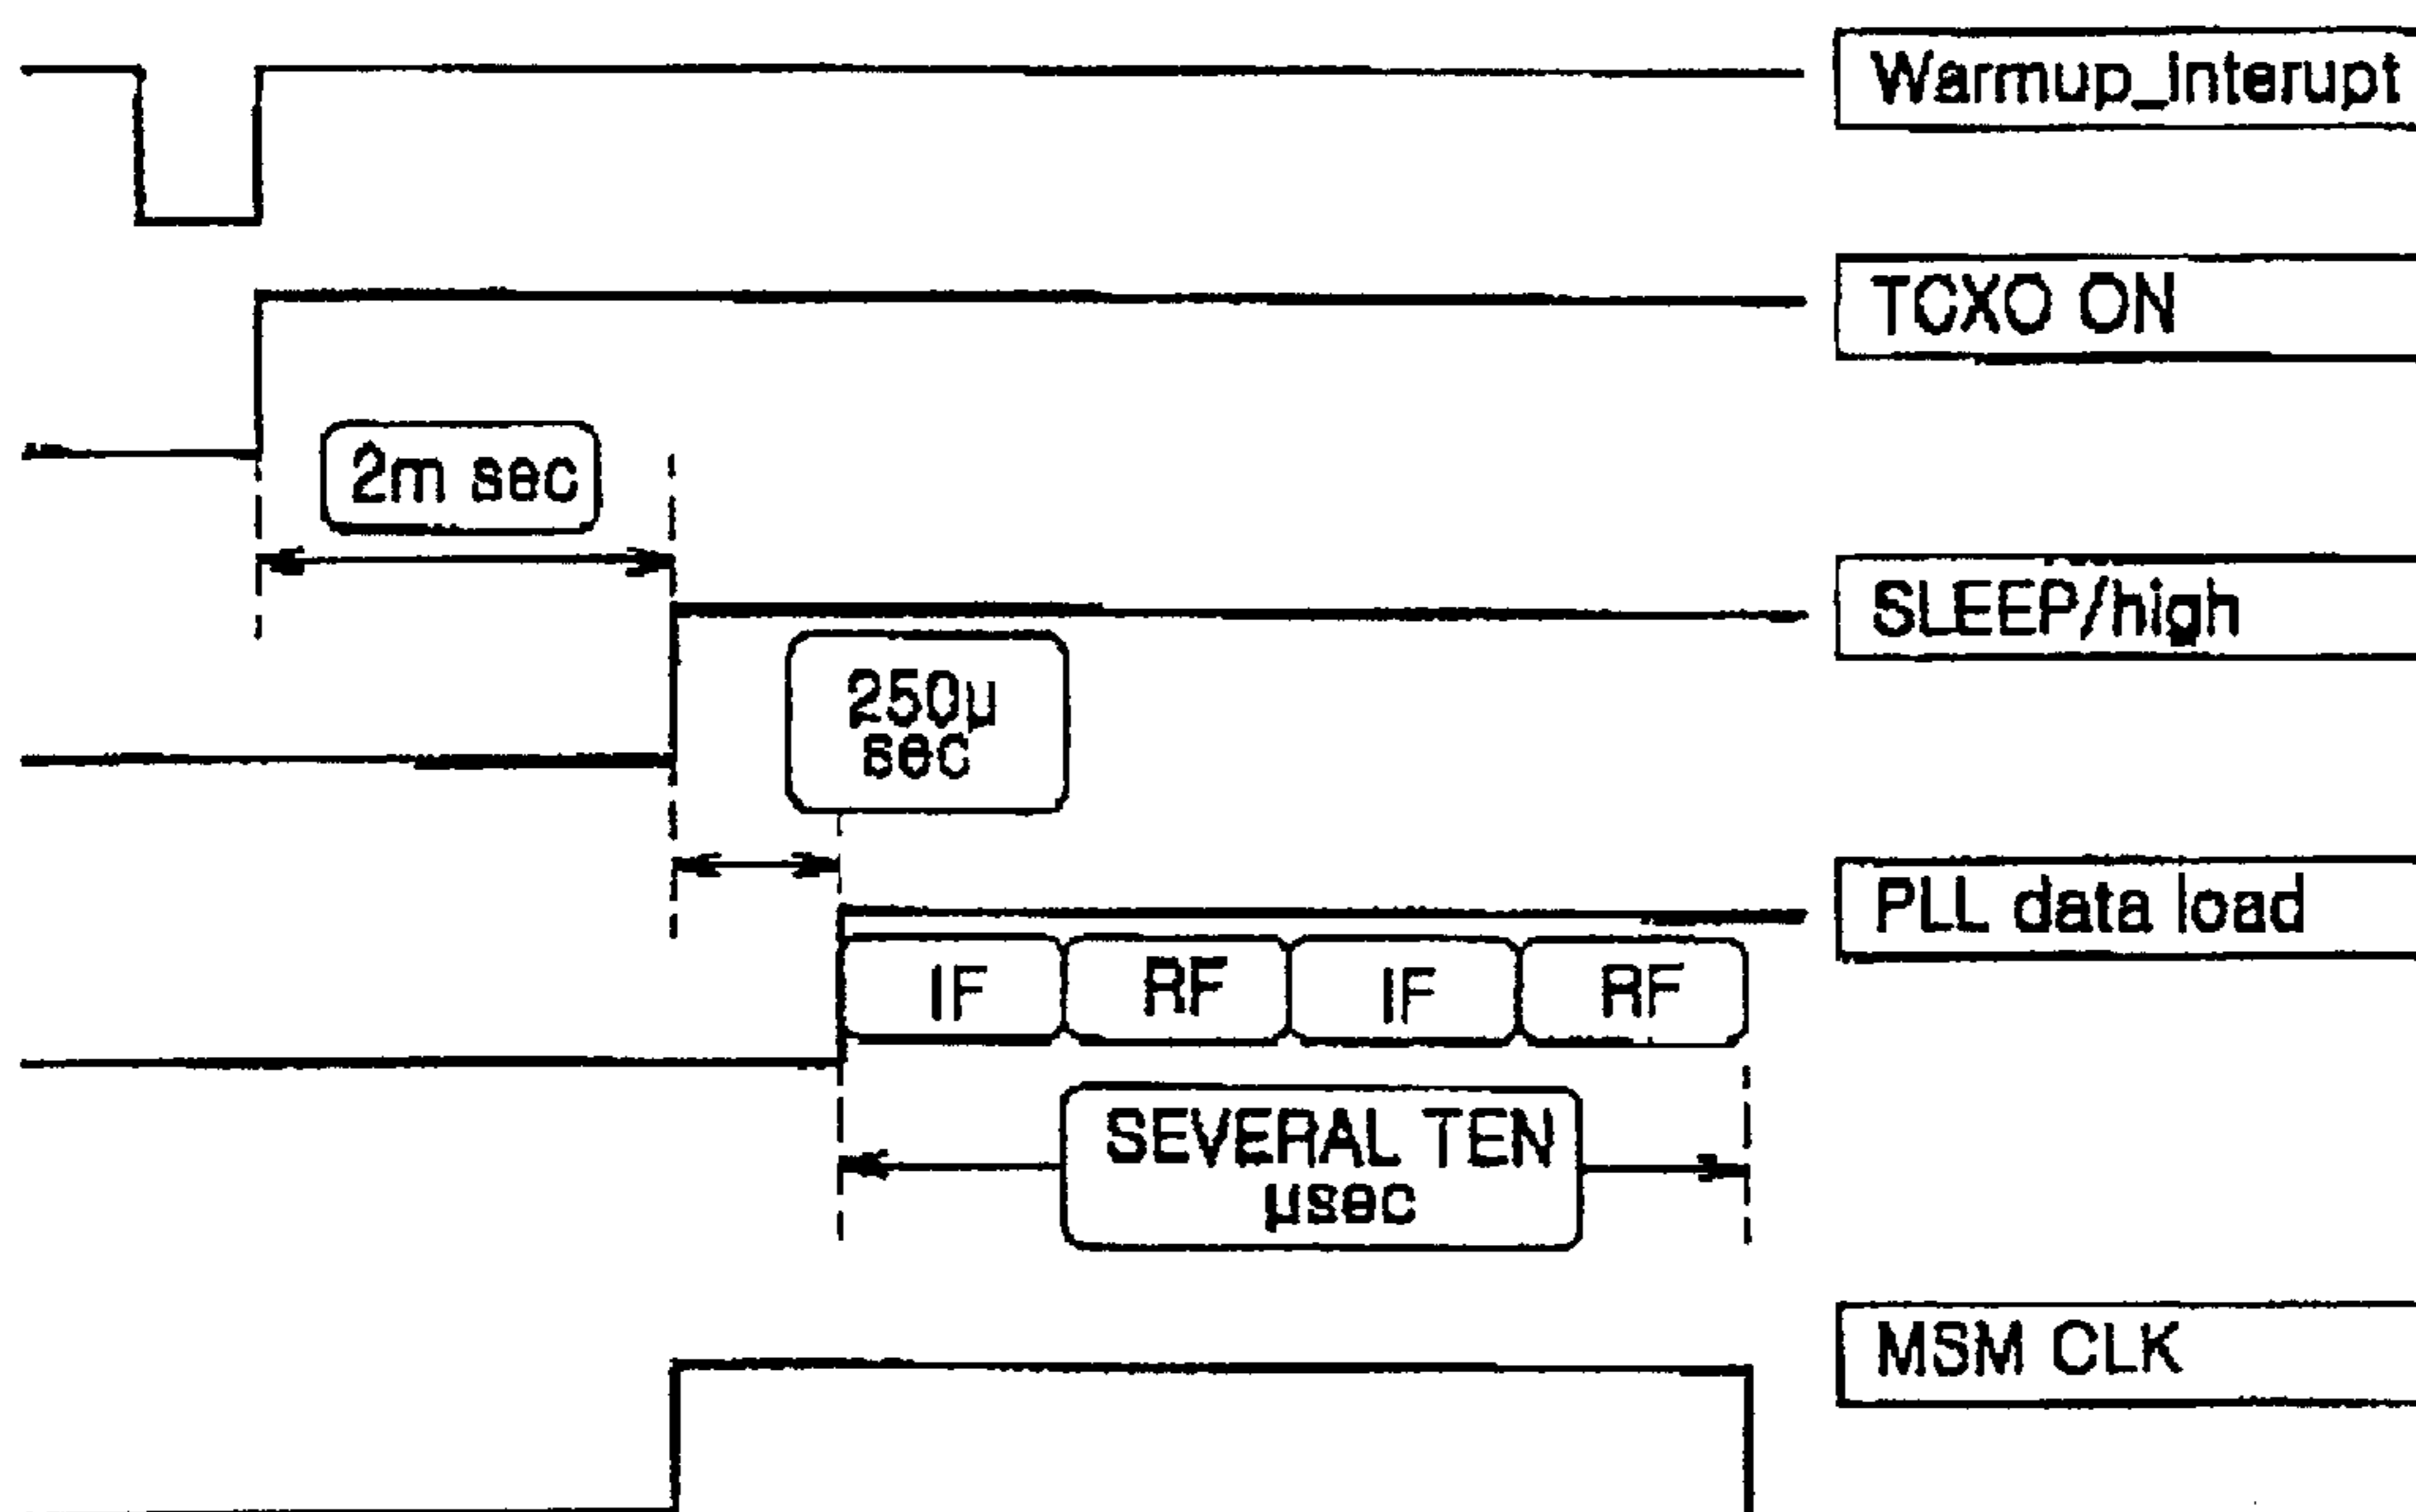 Warmup_interupt
TCXO ON
2m sec
SLEEP/high
250µ
sec
PLL data load
IF RF IF RF
SEVERAL TEN
µsec
MSM CLK